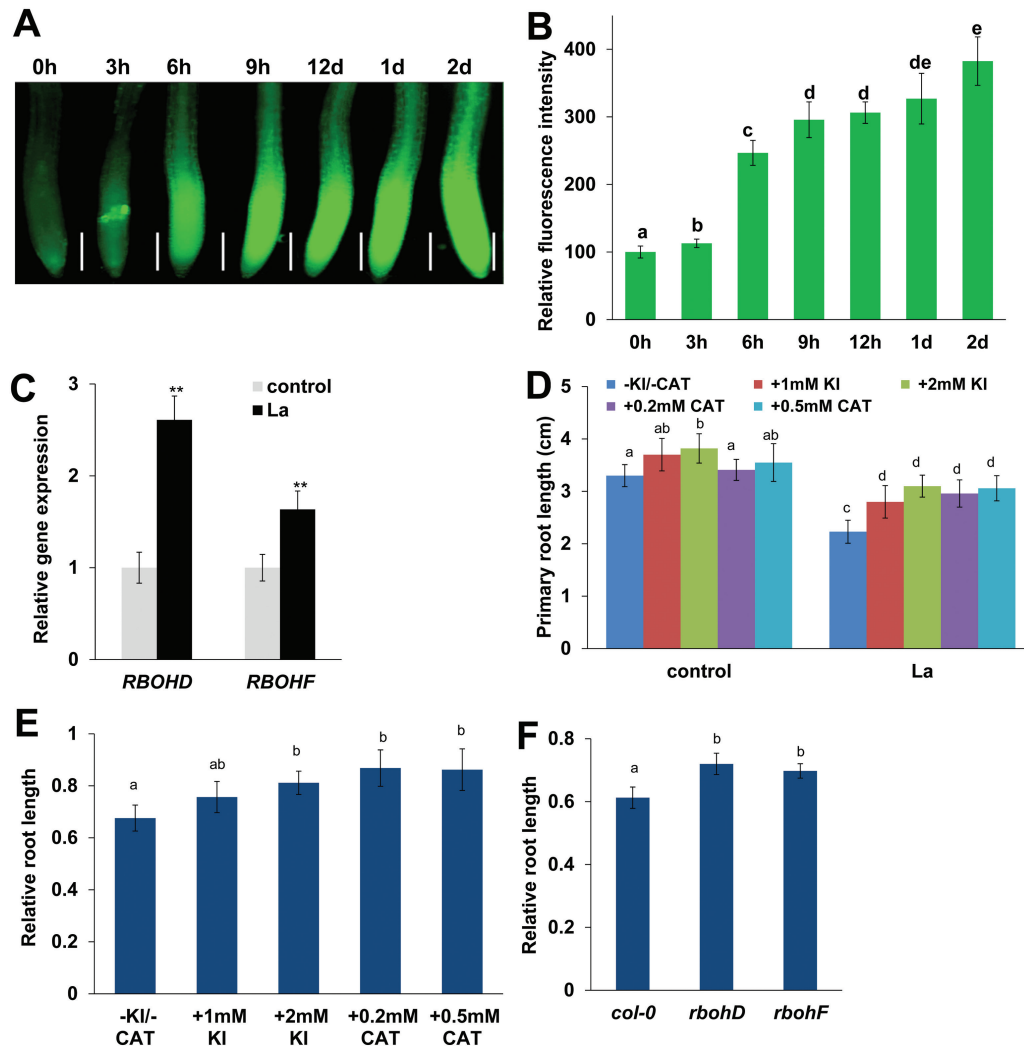 A
0h 3h 6h 9h 12d 1d 2d
B
Relative fluorescence intensity
400
300
200
100
0
a b c d d de e
0h 3h 6h 9h 12h 1d 2d
C
control
La
Relative gene expression
3
2
1
0
** **
RBOHD RBOHF
D
-KI/-CAT +1mM KI +2mM KI
+0.2mM CAT +0.5mM CAT
Primary root length (cm)
5
4
3
2
1
0
a ab b a ab c d d d d
control La
E
Relative root length
1
0.8
0.6
0.4
0.2
0
a ab b b b
-KI/- +1mM +2mM +0.2mM +0.5mM
CAT KI KI CAT CAT
F
Relative root length
0.8
0.6
0.4
0.2
0
a b b
col-0 rbohD rbohF